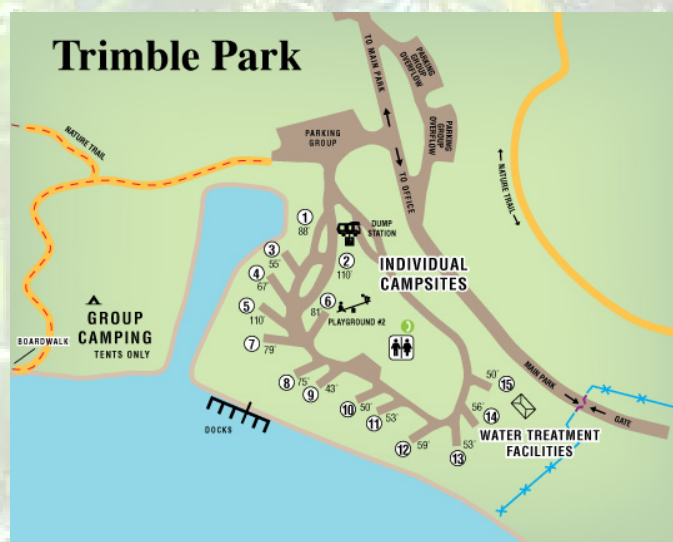 Trimble Park
TO MAIN PARK
PARKING
GROUP
OVERFLOW
PARKING
GROUP
OVERFLOW
NATURE TRAIL
PARKING
GROUP
TO OFFICE
NATURE TRAIL
1
88'
DUMP
STATION
2
110'
INDIVIDUAL
CAMPSITES
3
55'
4
67'
5
110'
6
81'
PLAYGROUND #2
7
79'
GROUP
CAMPING
TENTS ONLY
BOARDWALK
8
75'
9
43'
10
50'
11
53'
12
59'
13
53'
14
56'
15
50'
MAIN PARK
GATE
WATER TREATMENT
FACILITIES
DOCKS